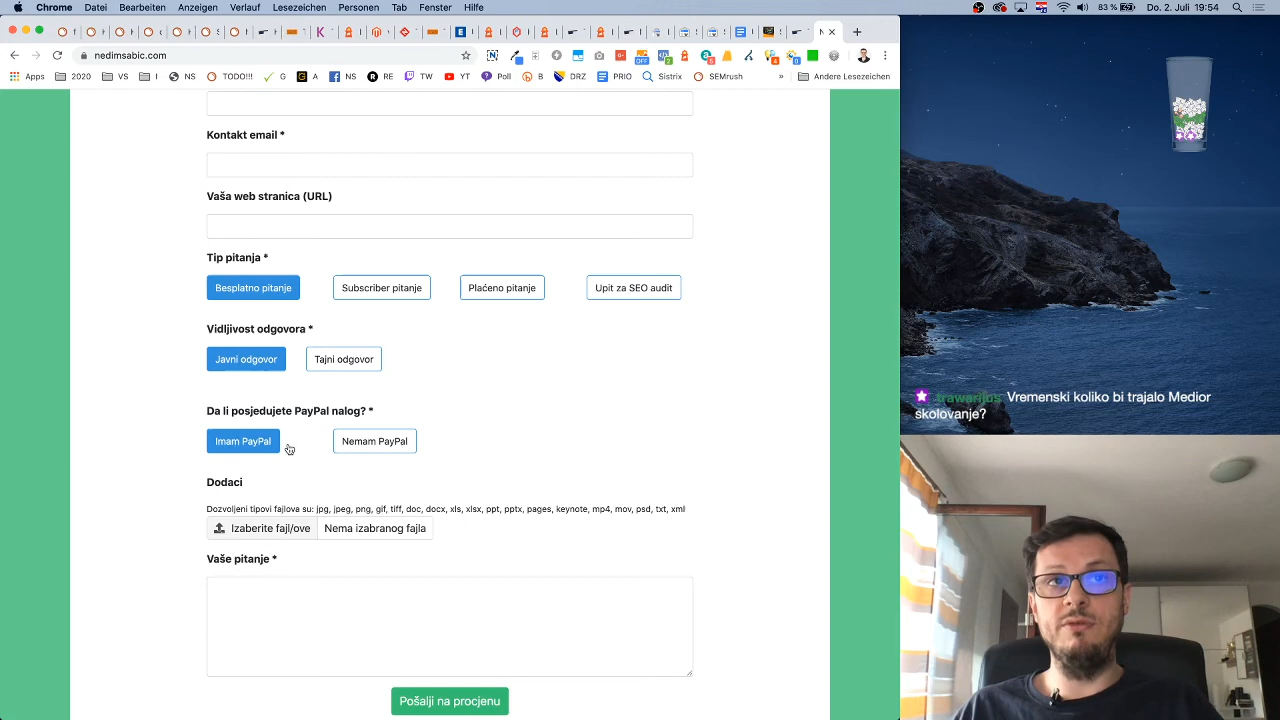 Chrome Datei Bearbeiten Anzeigen Verlauf Lesezeichen Personen Tab Fenster Hilfe 83 % Do. 2. Juli 19:54
nedimsabic.com
Apps 2020 VS NS TODO!!! G A NS RE TW YT Poll B DRZ PRIO Sistrix SEMrush » Andere Lesezeichen
Kontakt email *
Vaša web stranica (URL)
Tip pitanja *
Besplatno pitanje Subscriber pitanje Plaćeno pitanje Upit za SEO audit
Vidljivost odgovora *
Javni odgovor Tajni odgovor
Da li posjedujete PayPal nalog? *
Imam PayPal Nemam PayPal
Dodaci
Dozvoljeni tipovi fajlova su: jpg, jpeg, png, gif, tiff, doc, docx, xls, xlsx, ppt, pptx, pages, keynote, mp4, mov, psd, txt, xml
Izaberite fajl/ove Nema izabranog fajla
Vaše pitanje *
Pošalji na procjenu
trawarijus Vremenski koliko bi trajalo Medior
skolovanje?